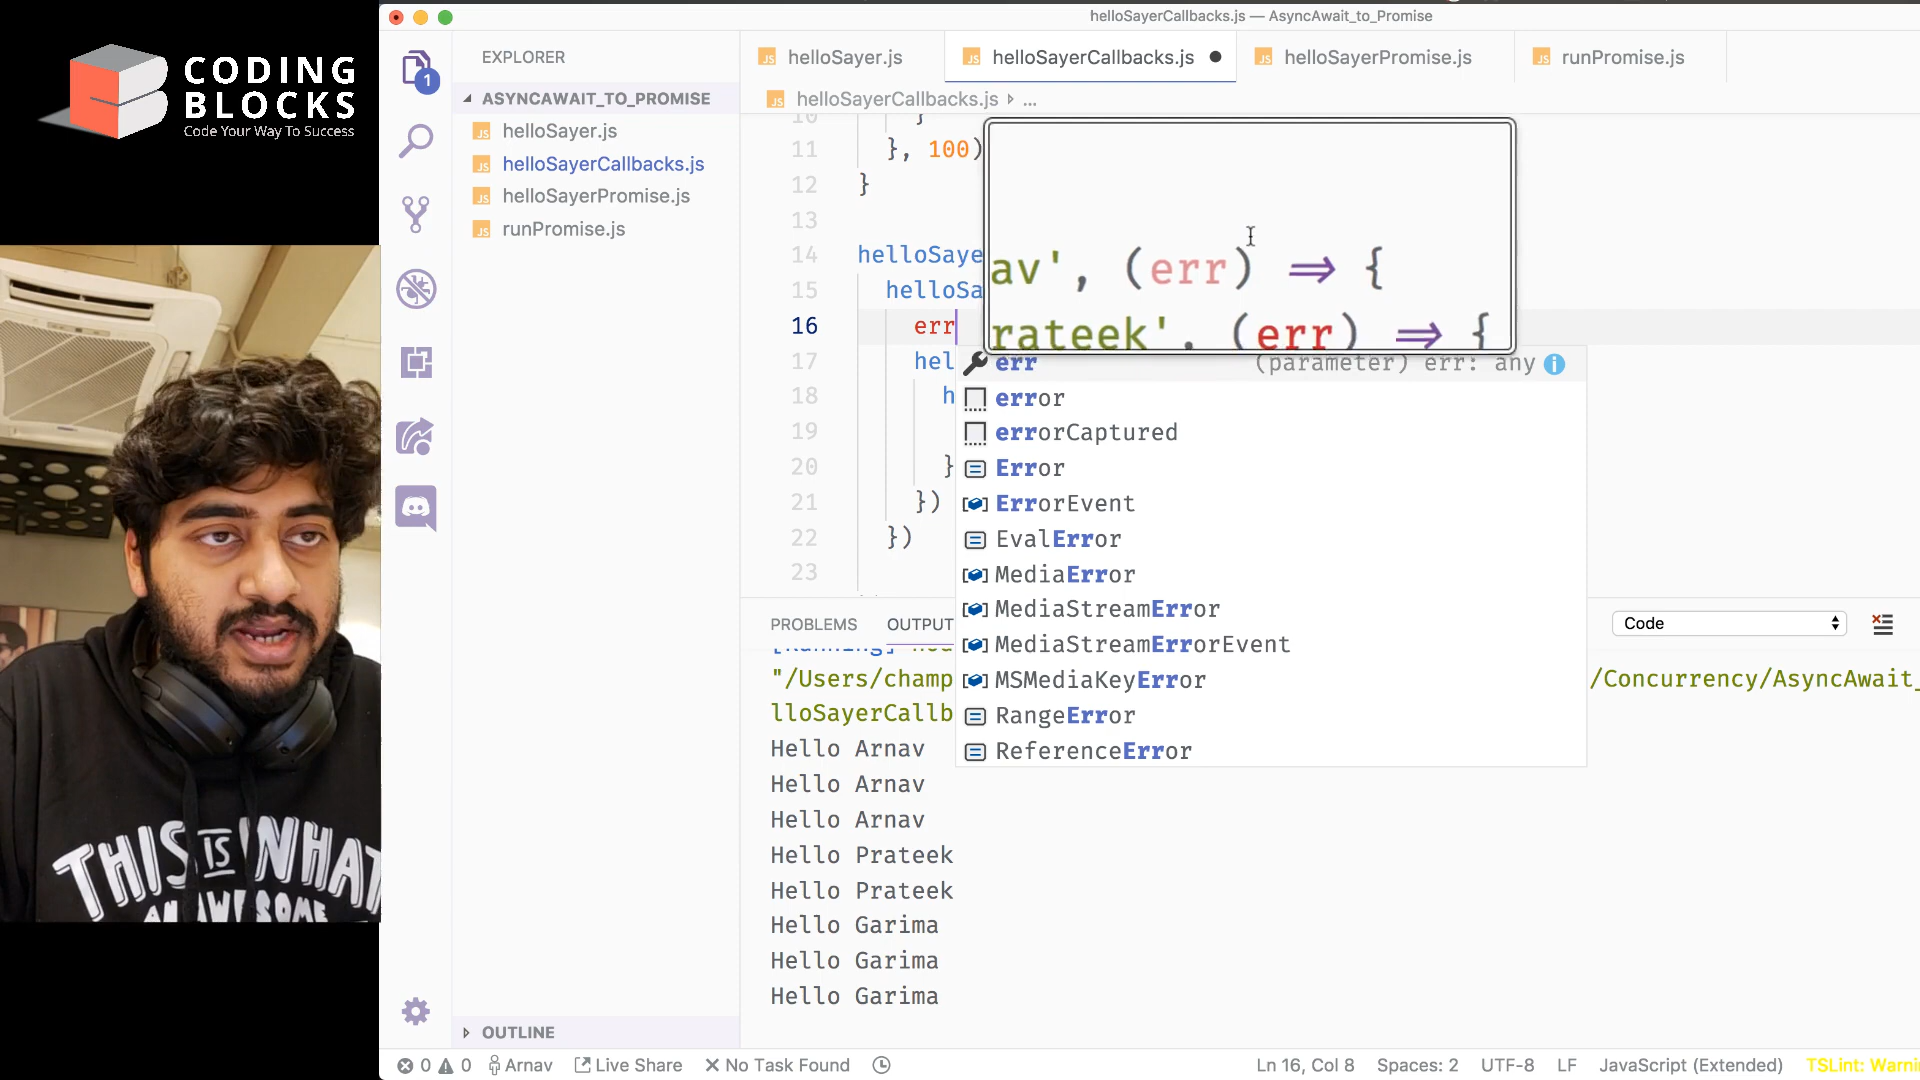 helloSayerCallbacks.js — AsyncAwait_to_Promise
CODING
BLOCKS
Code Your Way To Success
1
EXPLORER
ASYNCAWAIT_TO_PROMISE
helloSayer.js
helloSayerCallbacks.js
helloSayerPromise.js
runPromise.js
OUTLINE
helloSayer.js
helloSayerCallbacks.js
helloSayerPromise.js
runPromise.js
helloSayerCallbacks.js ...
10 }
11 }, 100)
12 }
13
14 helloSaye
15 helloSa
16 err
17 hel
18 h
19
20 }
21 })
22 })
23
av', (err) => {
rateek', (err) => {
err (parameter) err: any
error
errorCaptured
Error
ErrorEvent
EvalError
MediaError
MediaStreamError
MediaStreamErrorEvent
MSMediaKeyError
RangeError
ReferenceError
PROBLEMS OUTPUT
Code
"/Users/champ /Concurrency/AsyncAwait_
lloSayerCallb
Hello Arnav
Hello Arnav
Hello Arnav
Hello Prateek
Hello Prateek
Hello Garima
Hello Garima
Hello Garima
THIS IS WHAT
AN AWESOME
0 0 Arnav Live Share No Task Found
Ln 16, Col 8 Spaces: 2 UTF-8 LF JavaScript (Extended) TSLint: Warni